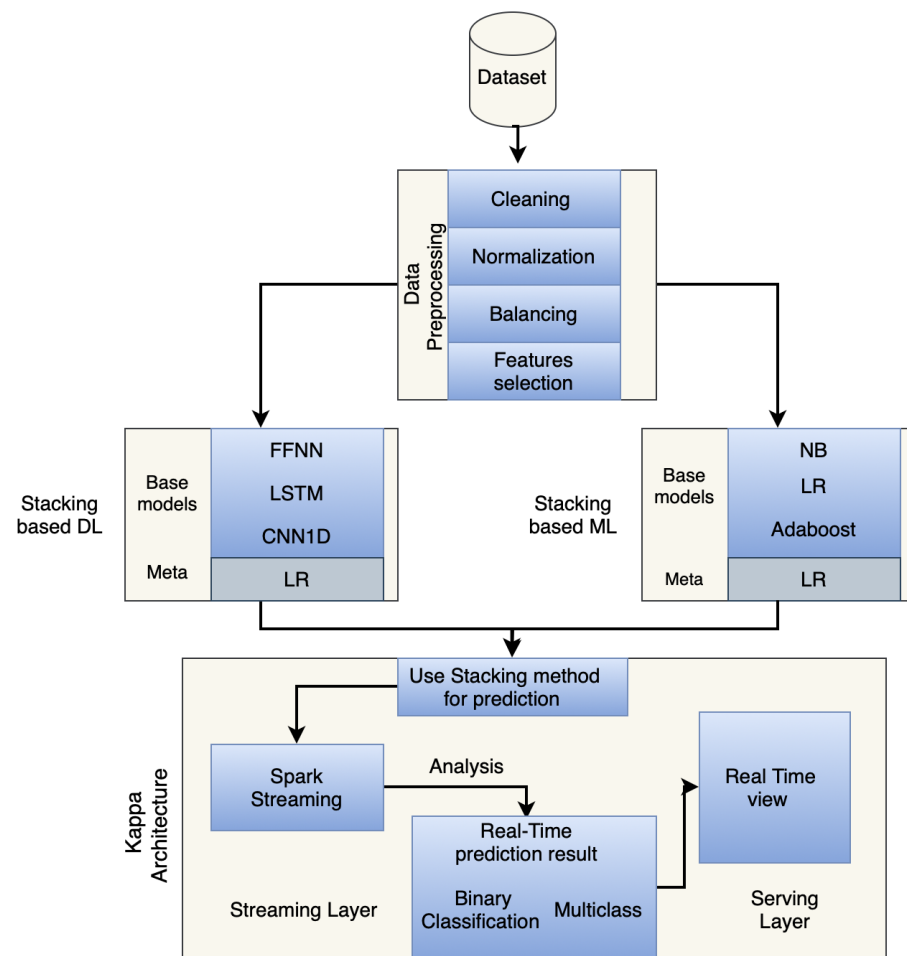 Dataset
Data
Preprocessing
Cleaning
Normalization
Balancing
Features
selection
Stacking
based DL
Base
models
FFNN
LSTM
CNN1D
Meta
LR
Stacking
based ML
Base
models
NB
LR
Adaboost
Meta
LR
Kappa
Architecture
Use Stacking method
for prediction
Spark
Streaming
Analysis
Real-Time
prediction result
Binary
Classification
Multiclass
Real Time
view
Streaming Layer
Serving
Layer